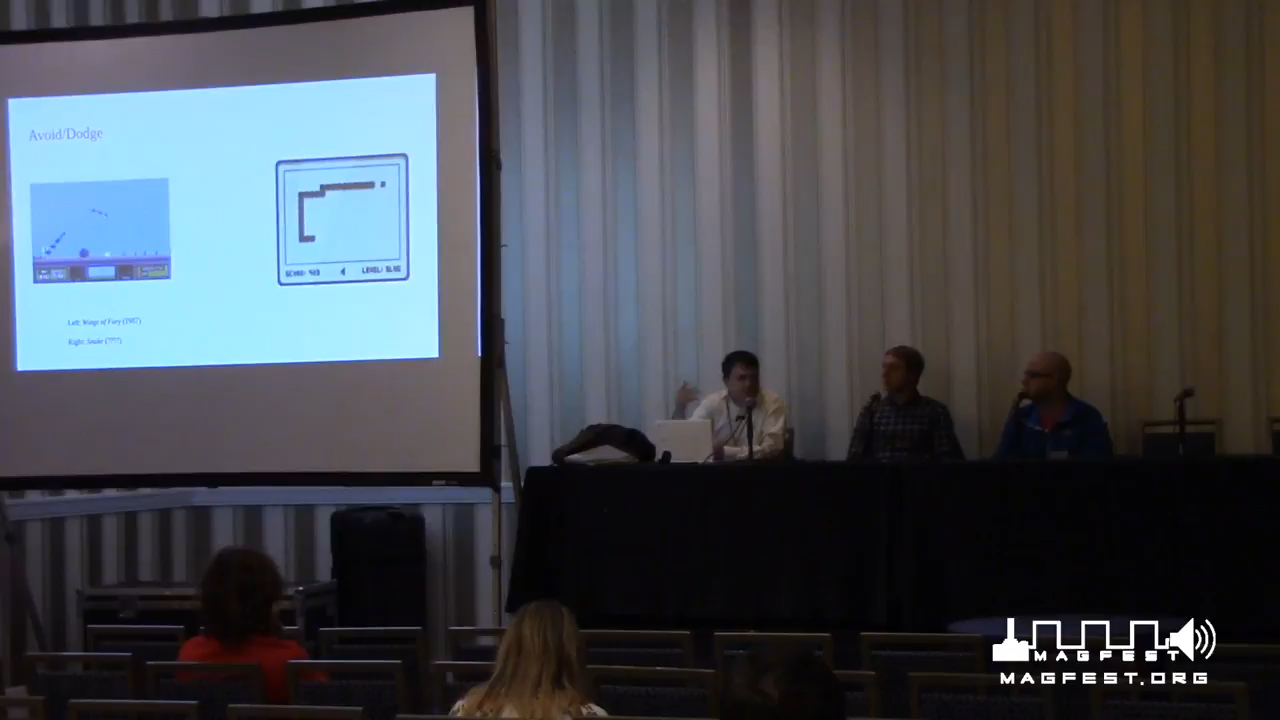 Avoid/Dodge
Left: Wings of Fury (1987)
Right: Snake (????)
MAGFEST
MAGFEST.ORG